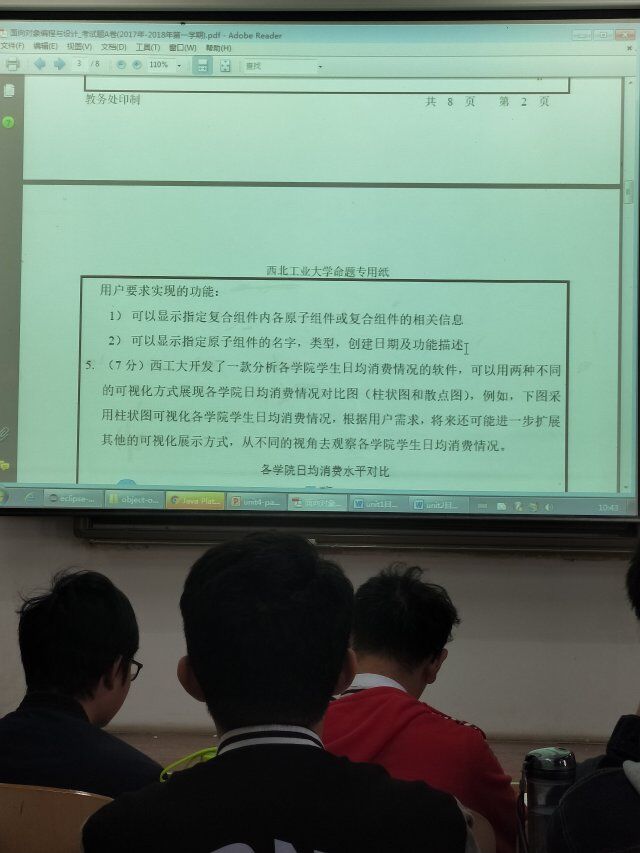 面向对象编程与设计_考试题A卷(2017年-2018年第一学期).pdf - Adobe Reader
文件(F) 编辑(E) 视图(V) 文档(D) 工具(T) 窗口(W) 帮助(H)
3 / 8 110% 查找
教务处印制 共 8 页 第 2 页
西北工业大学命题专用纸
用户要求实现的功能：
1） 可以显示指定复合组件内各原子组件或复合组件的相关信息
2） 可以显示指定原子组件的名字，类型，创建日期及功能描述
5. （7 分）西工大开发了一款分析各学院学生日均消费情况的软件，可以用两种不同
的可视化方式展现各学院日均消费情况对比图（柱状图和散点图），例如，下图采
用柱状图可视化各学院学生日均消费情况，根据用户需求，将来还可能进一步扩展
其他的可视化展示方式，从不同的视角去观察各学院学生日均消费情况。
各学院日均消费水平对比
eclipse-... object-o... Java Plat... unit4-pa... 面向对象... unit1目... unitJ目... 10:43